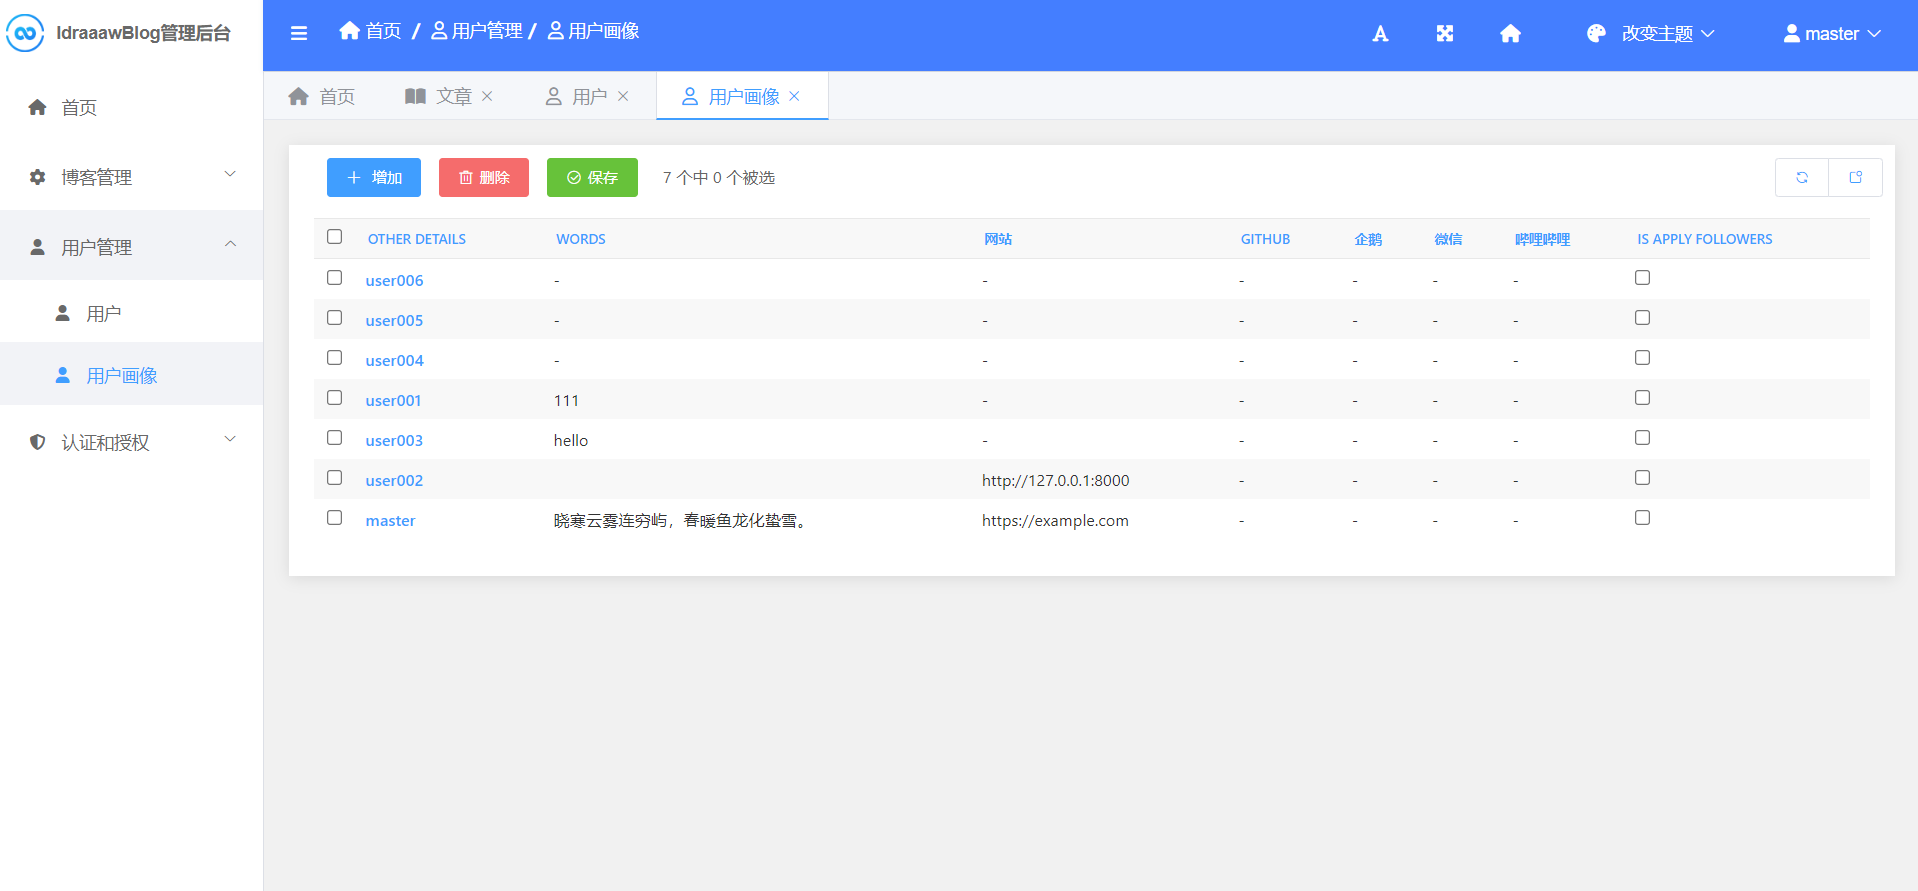 IdraaawBlog管理后台
首页 / 用户管理 / 用户画像
改变主题
master
首页
博客管理
用户管理
用户
用户画像
认证和授权
首页 文章 用户 用户画像
增加 删除 保存 7 个中 0 个被选
OTHER DETAILS WORDS 网站 GITHUB 企鹅 微信 哔哩哔哩 IS APPLY FOLLOWERS
user006 - - - - - -
user005 - - - - - -
user004 - - - - - -
user001 111 - - - - -
user003 hello - - - - -
user002 http://127.0.0.1:8000 - - - -
master 晓寒云雾连穷屿，春暖鱼龙化蛰雪。 https://example.com - - - -